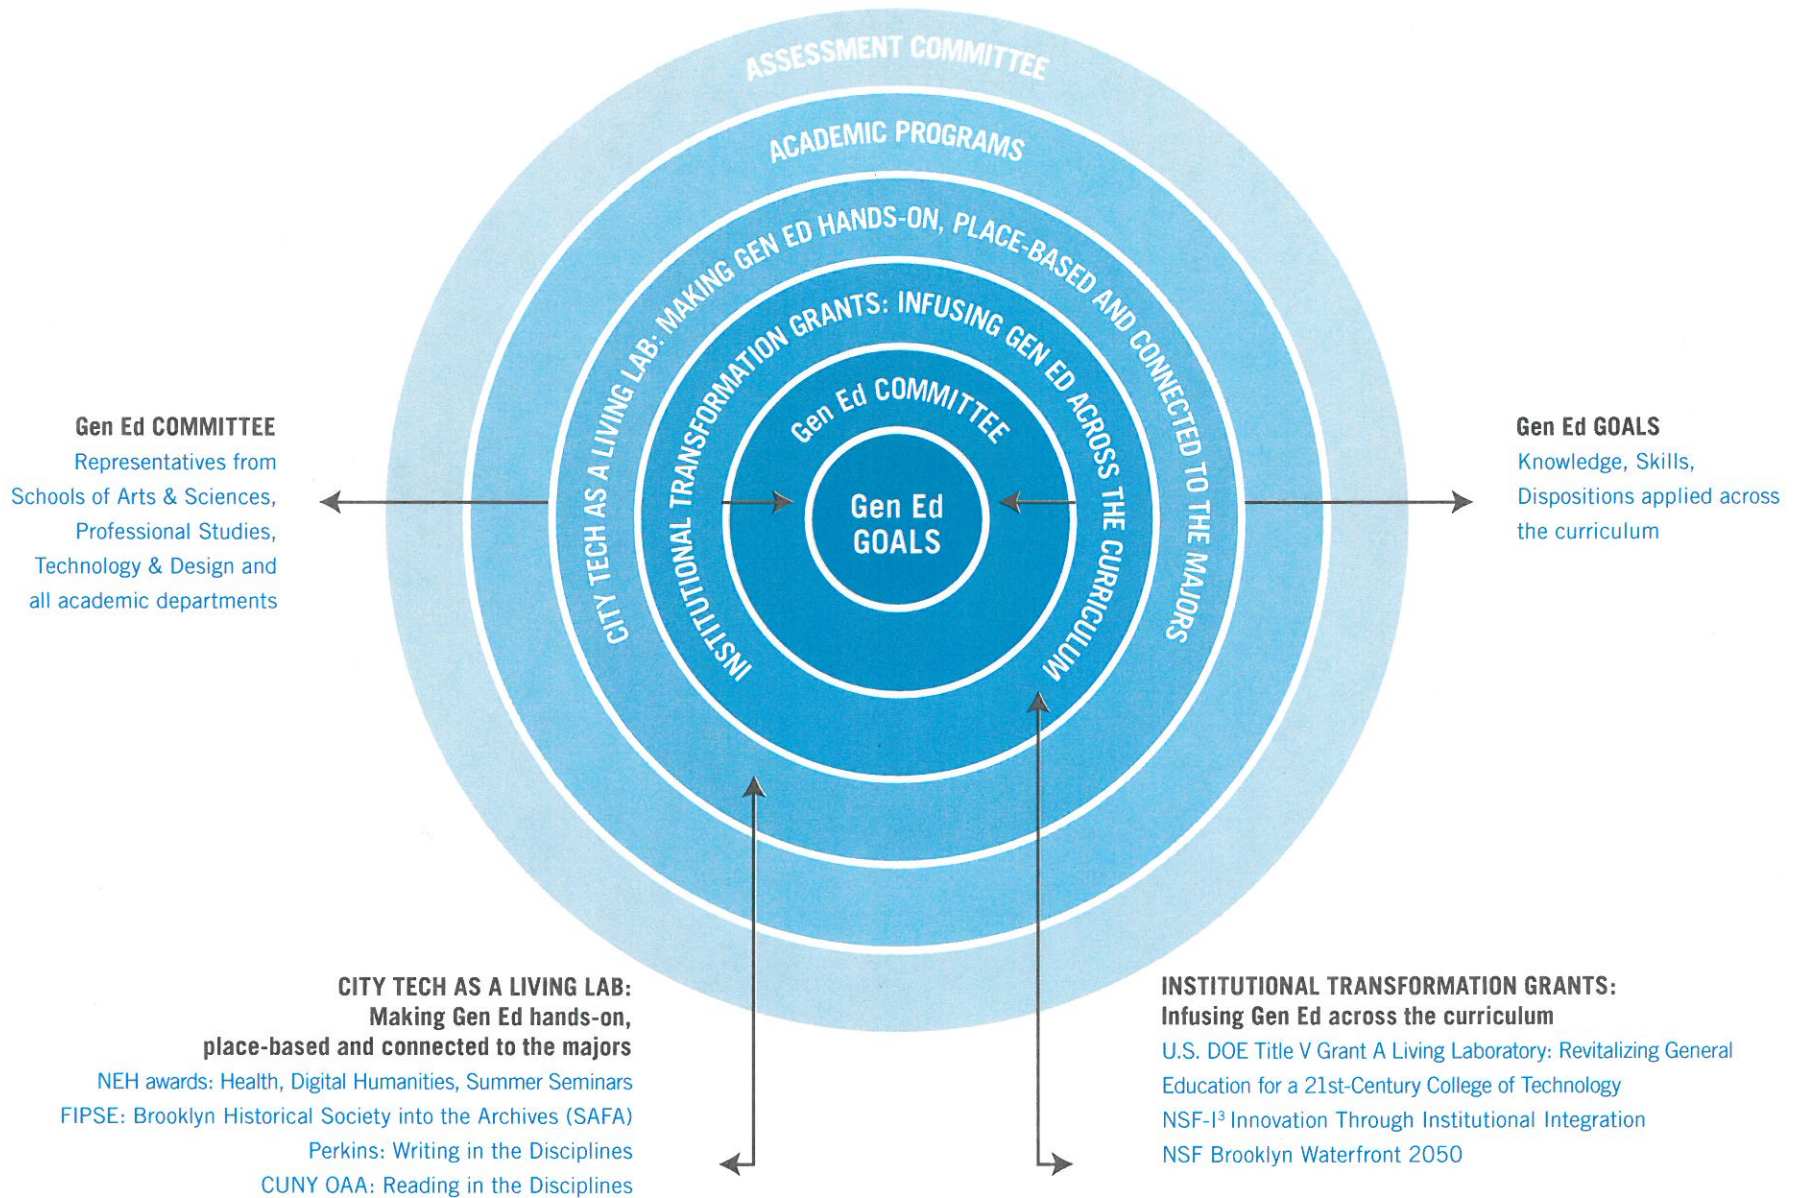 ASSESSMENT COMMITTEE
ACADEMIC PROGRAMS
CITY TECH AS A LIVING LAB: MAKING GEN ED HANDS-ON, PLACE-BASED AND CONNECTED TO THE MAJORS
INSTITUTIONAL TRANSFORMATION GRANTS: INFUSING GEN ED ACROSS THE CURRICULUM
Gen Ed COMMITTEE
Gen Ed
GOALS
Gen Ed COMMITTEE
Representatives from
Schools of Arts & Sciences,
Professional Studies,
Technology & Design and
all academic departments
Gen Ed GOALS
Knowledge, Skills,
Dispositions applied across
the curriculum
CITY TECH AS A LIVING LAB:
Making Gen Ed hands-on,
place-based and connected to the majors
NEH awards: Health, Digital Humanities, Summer Seminars
FIPSE: Brooklyn Historical Society into the Archives (SAFA)
Perkins: Writing in the Disciplines
CUNY OAA: Reading in the Disciplines
INSTITUTIONAL TRANSFORMATION GRANTS:
Infusing Gen Ed across the curriculum
U.S. DOE Title V Grant A Living Laboratory: Revitalizing General
Education for a 21st-Century College of Technology
NSF-I³ Innovation Through Institutional Integration
NSF Brooklyn Waterfront 2050